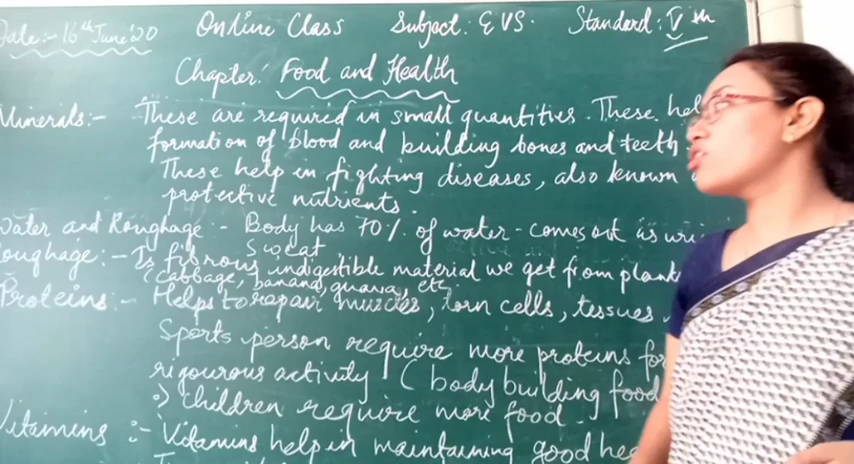 Date:- 16th June'20 Online Class Subject: EVS. Standard: Vth
Chapter: Food and Health
Minerals:- These are required in small quantities. These hel
formation of blood and building bones and teeth
These help in fighting diseases, also known
protective nutrients.
Water and Roughage - Body has 70% of water - comes out as uri
Sweat
Roughage:- Is fibrous indigestible material we get from plant
(cabbage, banana, guava, etc
Proteins:- Helps to repair muscles, torn cells, tissues
Sports person require more proteins for
rigourous activity (body building food
:) children require more food.
Vitamins :- Vitamins help in maintaining good hea